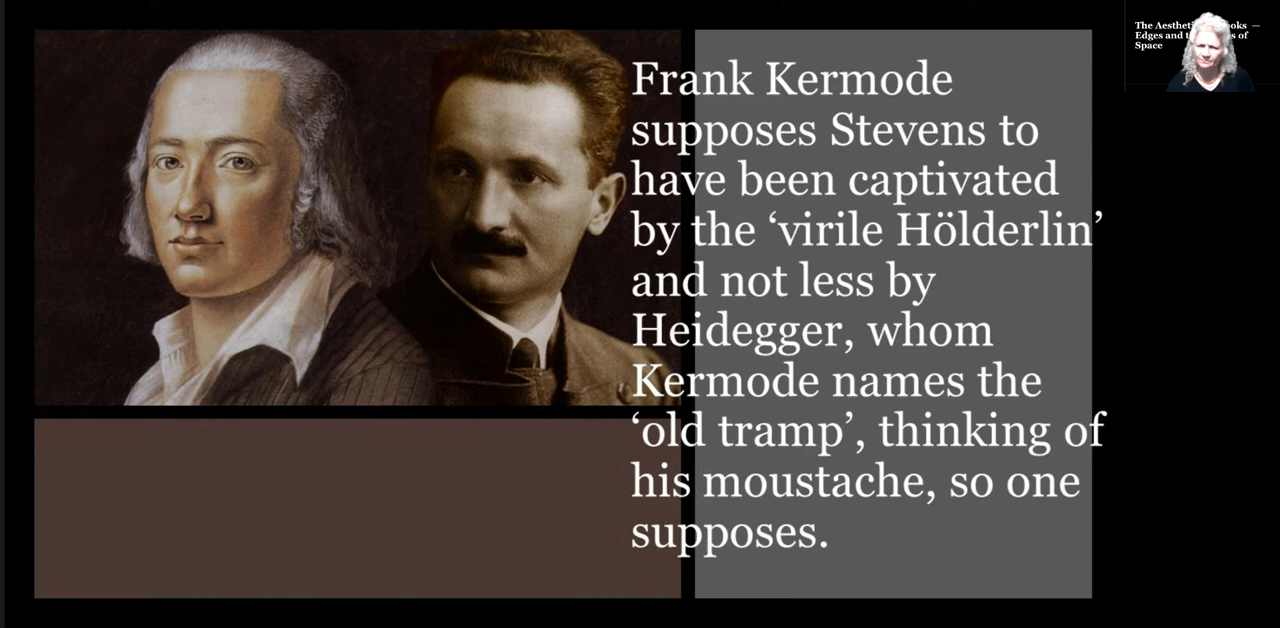 Frank Kermode
supposes Stevens to
have been captivated
by the ‘virile Hölderlin’
and not less by
Heidegger, whom
Kermode names the
‘old tramp’, thinking of
his moustache, so one
supposes.
The —
Edges and of
Space